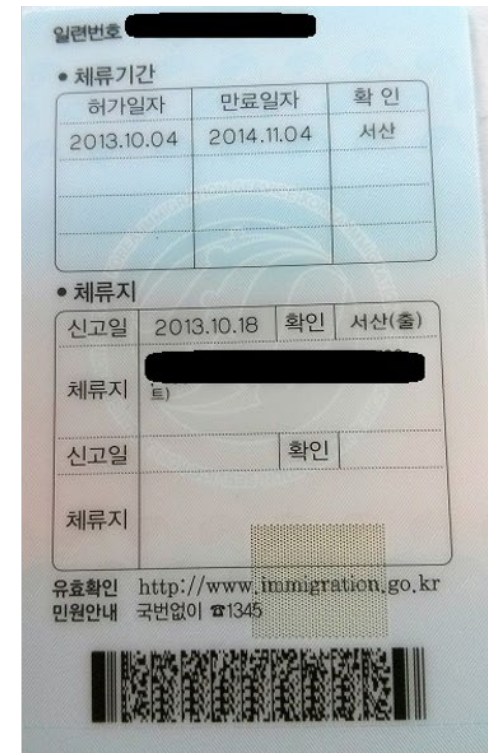 일련번호
• 체류기간
허가일자 만료일자 확 인
2013.10.04 2014.11.04 서산
• 체류지
신고일 2013.10.18 확인 서산(출)
체류지
트)
신고일 확인
체류지
유효확인 http://www.immigration.go.kr
민원안내 국번없이 ☎1345